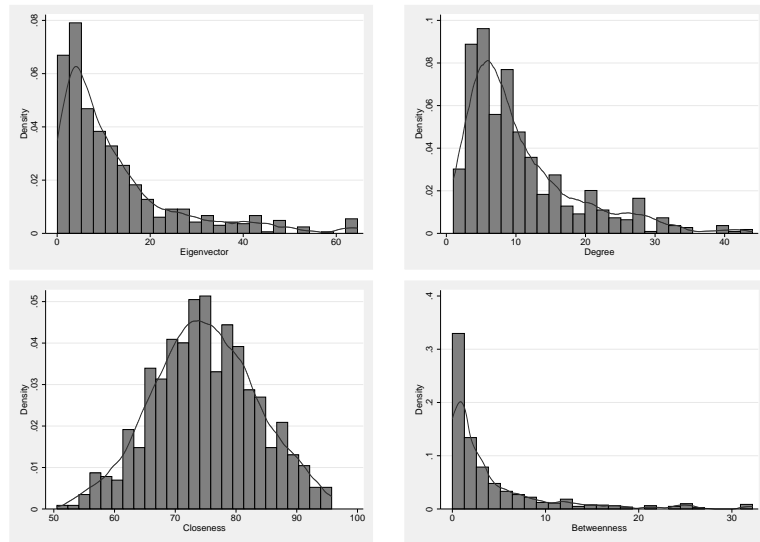 .08
.06
.04
.02
0
Density
0 20 40 60
Eigenvector
.1
.08
.06
.04
.02
0
Density
0 10 20 30 40
Degree
.05
.04
.03
.02
.01
0
Density
50 60 70 80 90 100
Closeness
.4
.3
.2
.1
0
Density
0 10 20 30
Betweenness